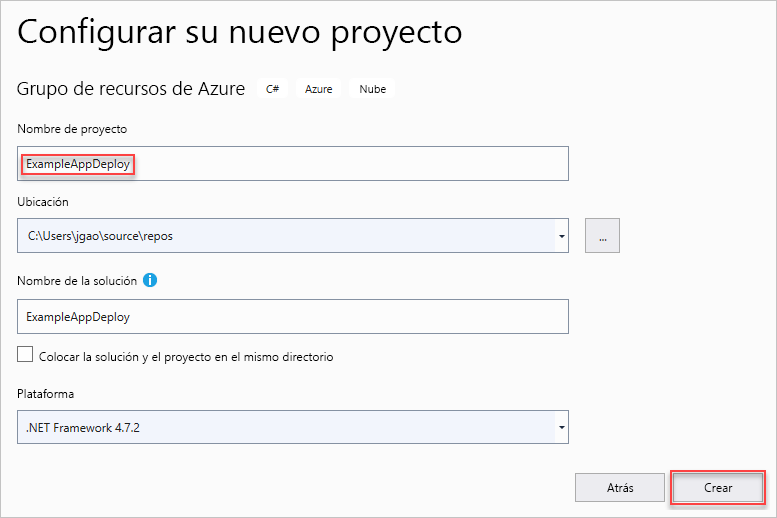 Configurar su nuevo proyecto
Grupo de recursos de Azure C# Azure Nube
Nombre de proyecto
ExampleAppDeploy
Ubicación
C:\Users\jgao\source\repos
...
Nombre de la solución i
ExampleAppDeploy
Colocar la solución y el proyecto en el mismo directorio
Plataforma
.NET Framework 4.7.2
Atrás Crear